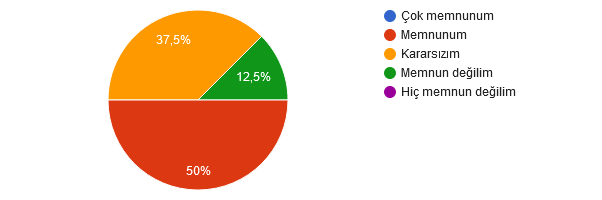 37,5%
12,5%
50%
Çok memnunum
Memnunum
Kararsızım
Memnun değilim
Hiç memnun değilim